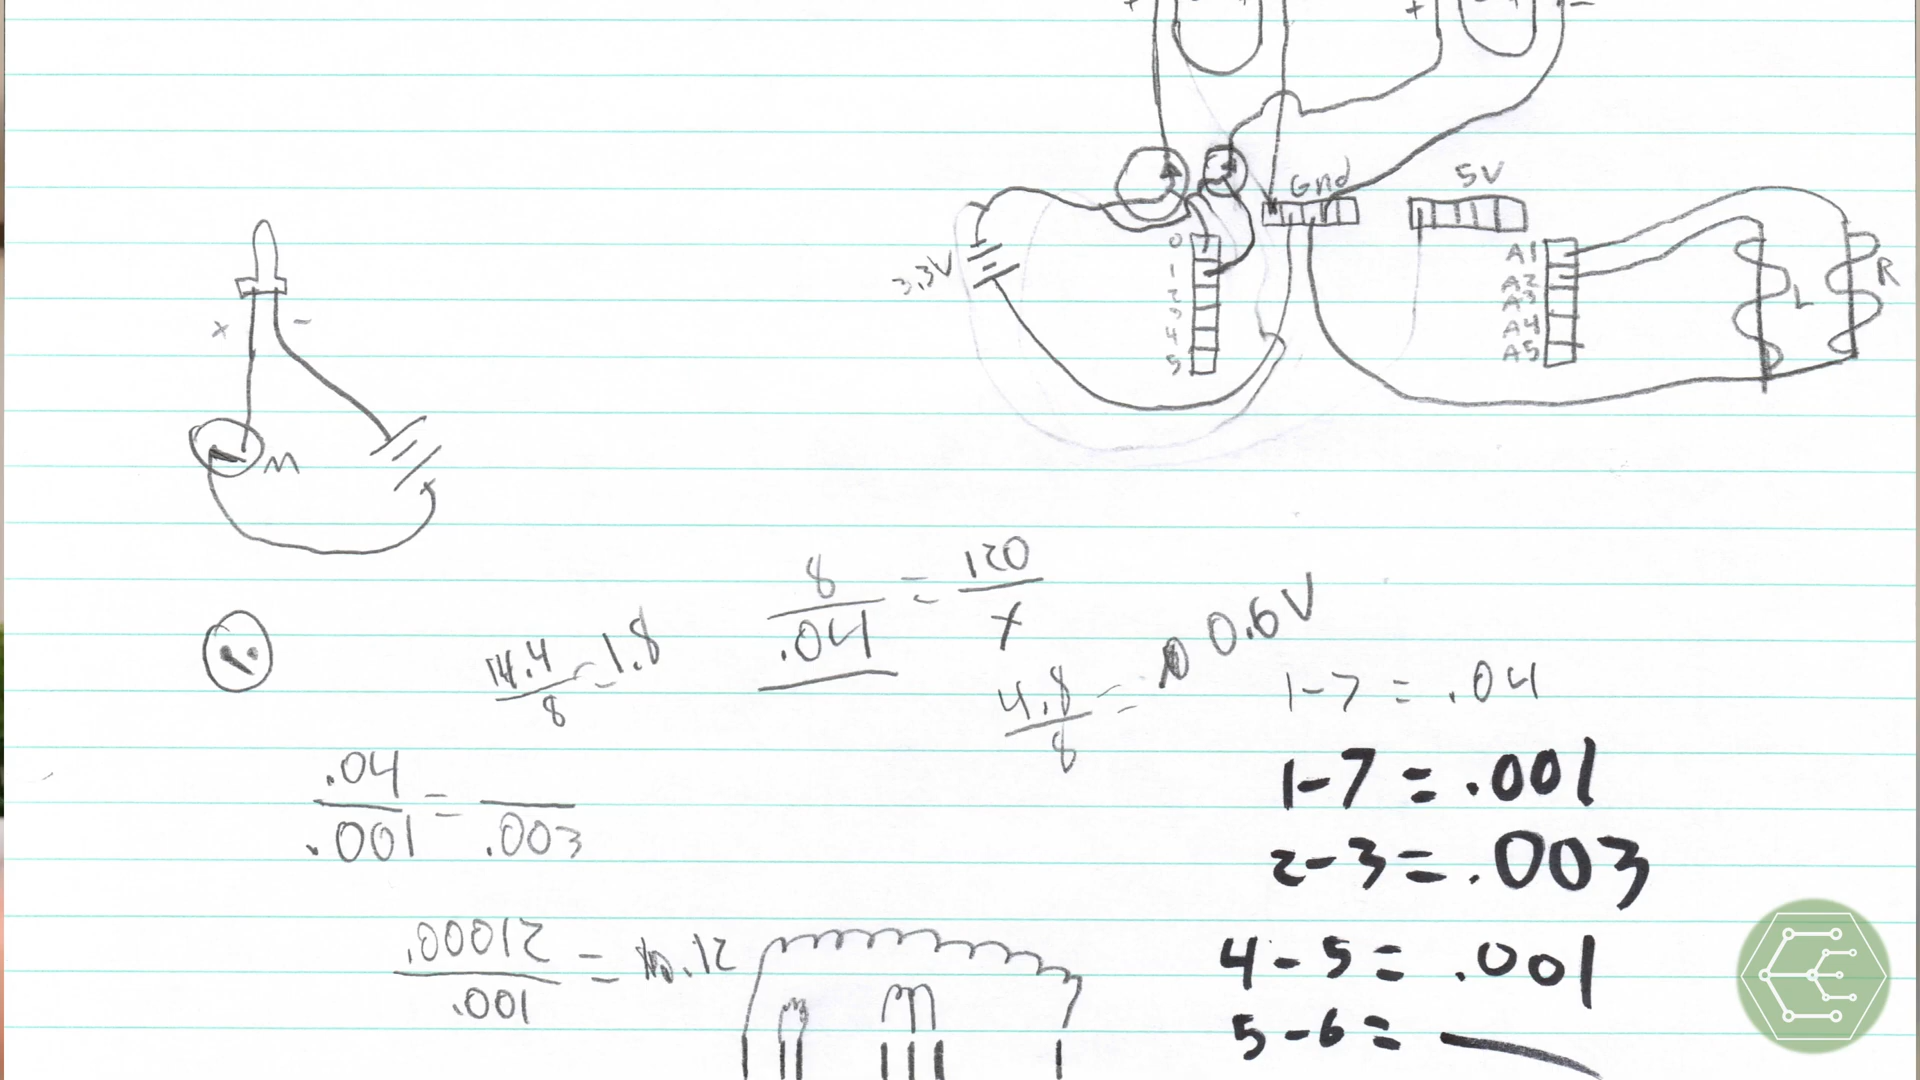 + - + -
Gnd 5V
3.3V
0
1
2
3
4
5
A1
A2
A3
A4
A5
L R
+ -
M
8/.04 = 120/x
14.4/8 = 1.8
4.8/8 = 0.6V
1-7 = .04
.04/.001 = /.003
1-7 = .001
2-3 = .003
.00012/.001 = .12
4-5 = .001
5-6 =